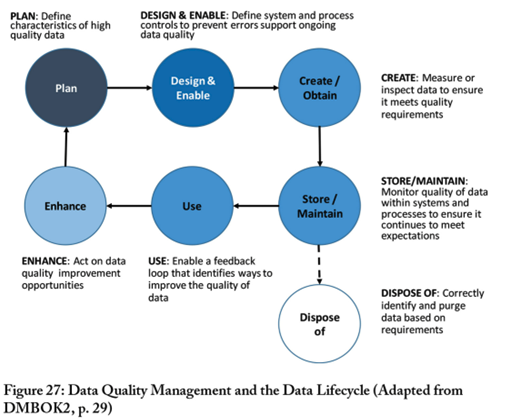 PLAN: Define
characteristics of high
quality data
DESIGN & ENABLE: Define system and process
controls to prevent errors support ongoing
data quality
Plan
Design &
Enable
Create /
Obtain
CREATE: Measure or
inspect data to ensure
it meets quality
requirements
Enhance
Use
Store /
Maintain
STORE/MAINTAIN:
Monitor quality of data
within systems and
processes to ensure it
continues to meet
expectations
ENHANCE: Act on data
quality improvement
opportunities
USE: Enable a feedback
loop that identifies ways to
improve the quality of
data
Dispose
of
DISPOSE OF: Correctly
identify and purge
data based on
requirements
Figure 27: Data Quality Management and the Data Lifecycle (Adapted from
DMBOK2, p. 29)